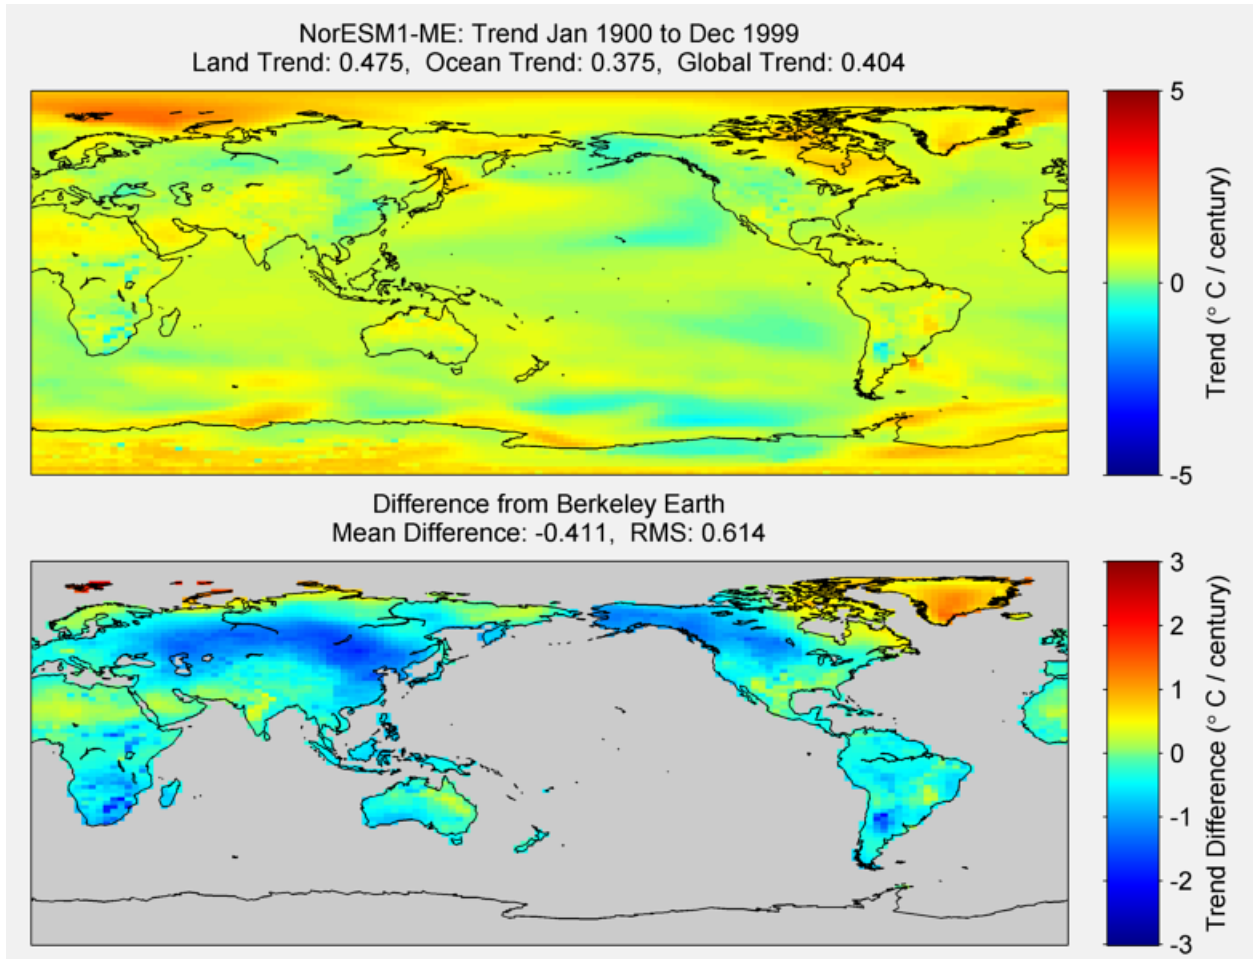 NorESM1-ME: Trend Jan 1900 to Dec 1999
Land Trend: 0.475, Ocean Trend: 0.375, Global Trend: 0.404
5
0
-5
Trend (° C / century)
Difference from Berkeley Earth
Mean Difference: -0.411, RMS: 0.614
3
2
1
0
-1
-2
-3
Trend Difference (° C / century)